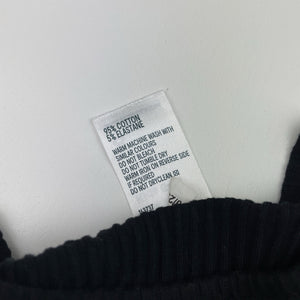 95% COTTON
5% ELASTANE
WARM MACHINE WASH WITH
SIMILAR COLOURS
DO NOT BLEACH
DO NOT TUMBLE DRY
WARM IRON ON REVERSE SIDE
IF REQUIRED
DO NOT DRYCLEAN